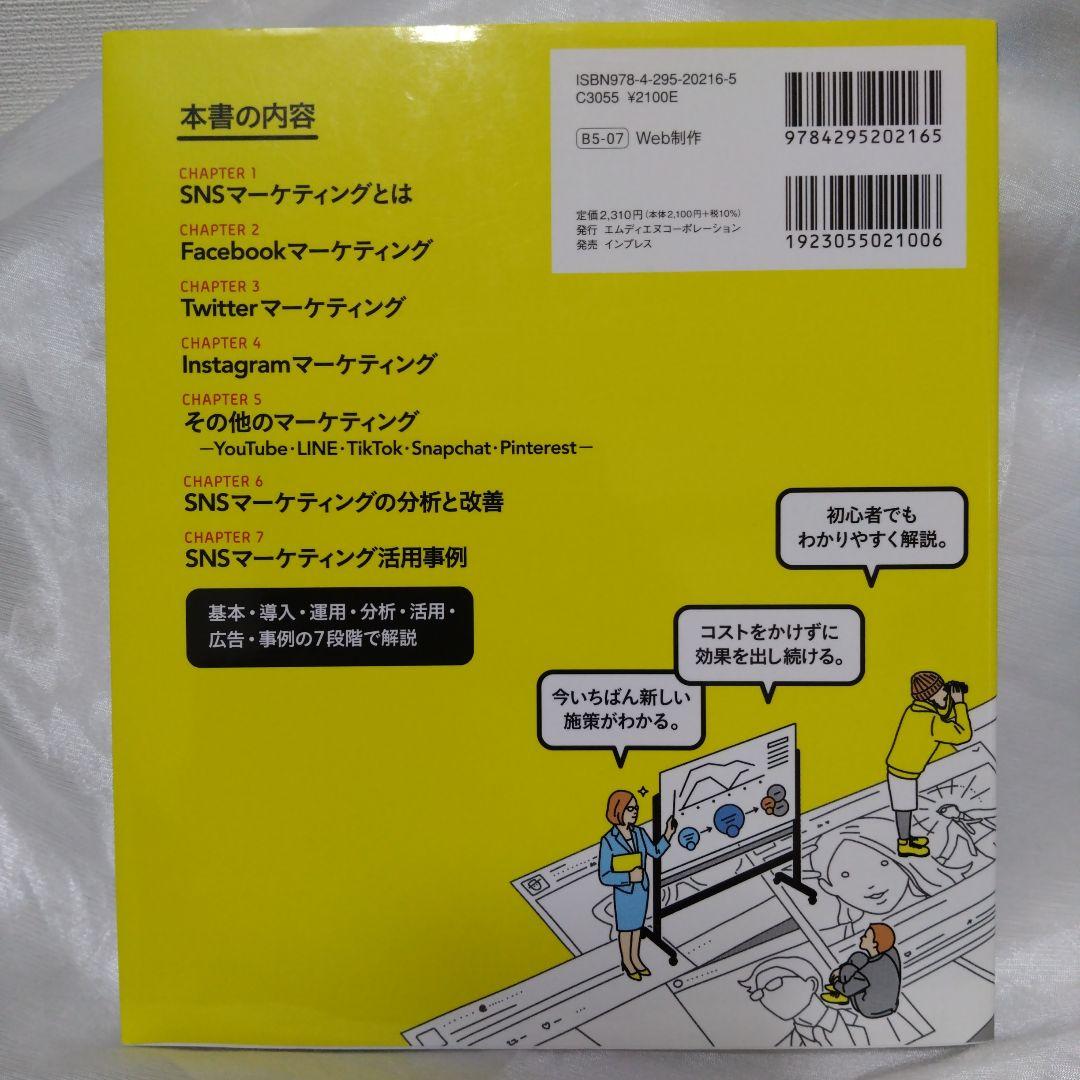 本書の内容
CHAPTER 1
SNSマーケティングとは
CHAPTER 2
Facebookマーケティング
CHAPTER 3
Twitterマーケティング
CHAPTER 4
Instagramマーケティング
CHAPTER 5
その他のマーケティング
—YouTube・LINE・TikTok・Snapchat・Pinterest—
CHAPTER 6
SNSマーケティングの分析と改善
CHAPTER 7
SNSマーケティング活用事例
基本・導入・運用・分析・活用・
広告・事例の7段階で解説
ISBN978-4-295-20216-5
C3055 ¥2100E
B5-07 Web制作
定価2,310円(本体2,100円+税10%)
発行 エムディエヌコーポレーション
発売 インプレス
9784295202165
1923055021006
初心者でも
わかりやすく解説。
コストをかけずに
効果を出し続ける。
今いちばん新しい
施策がわかる。